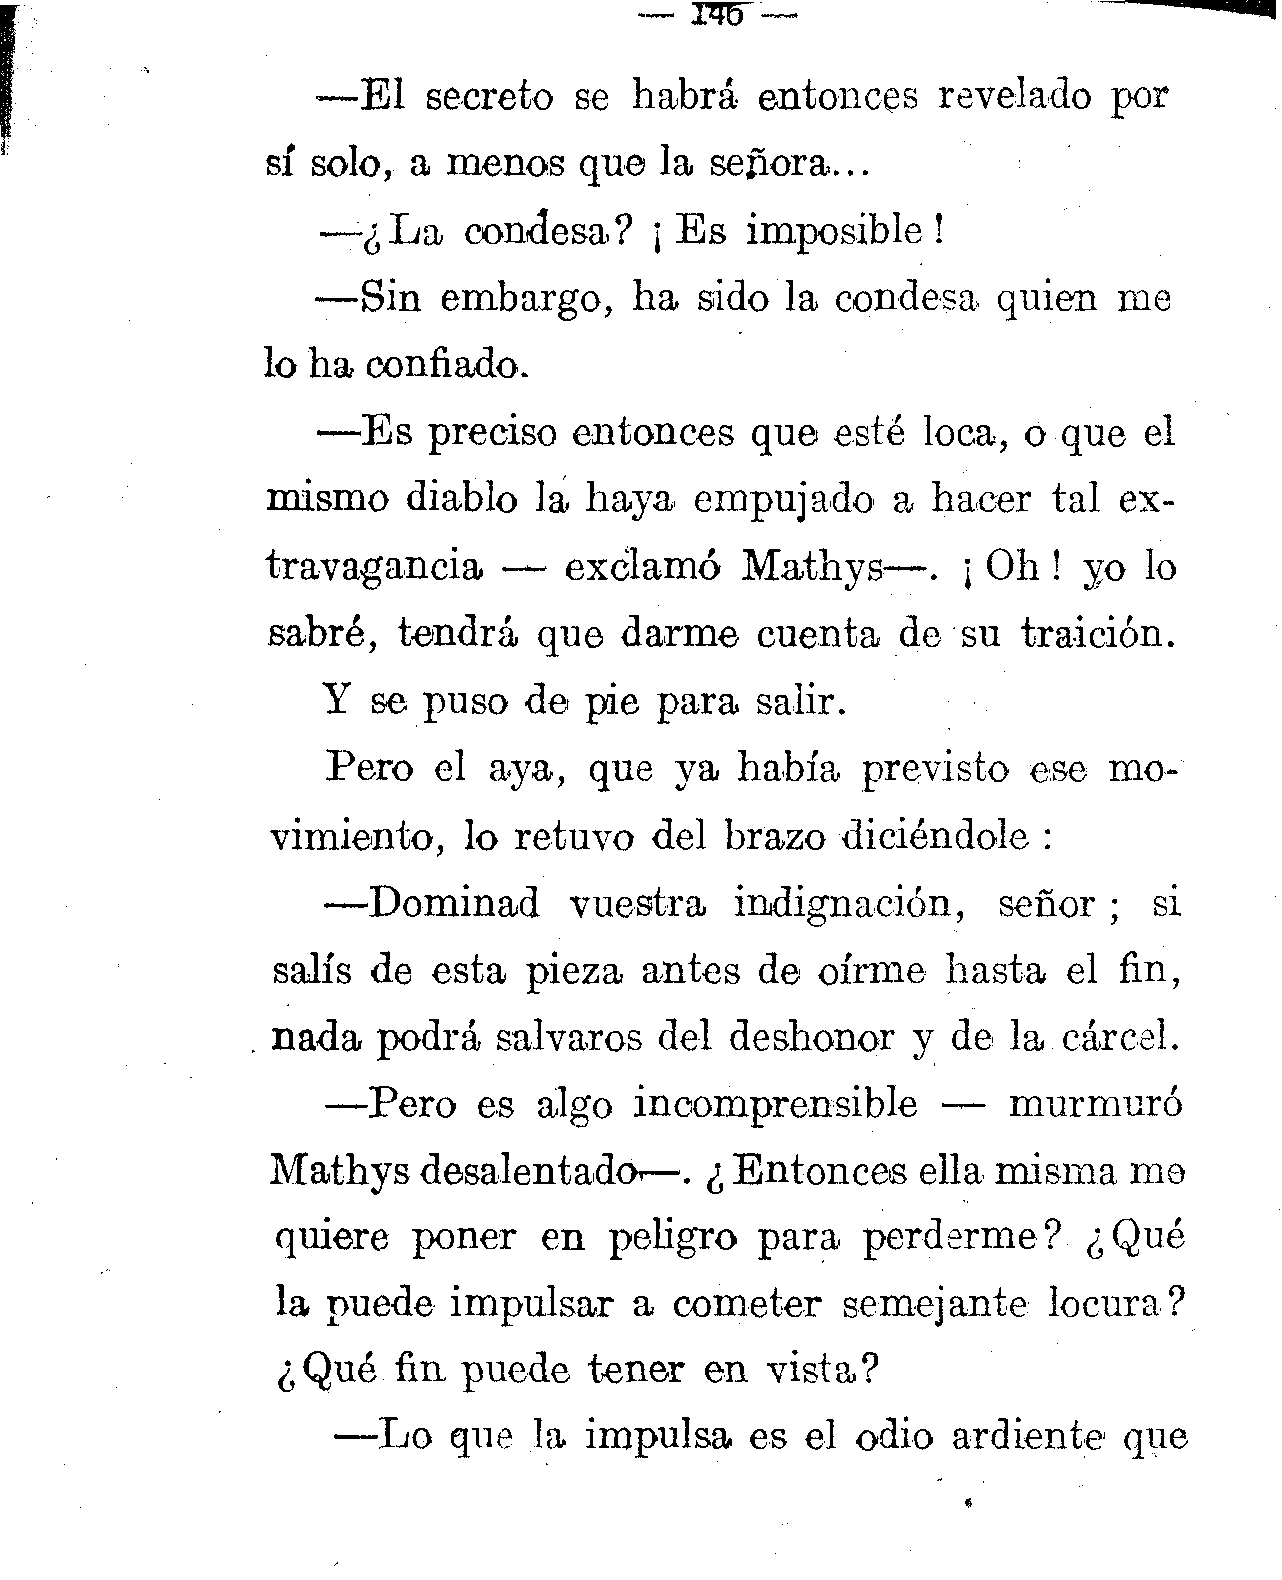 —El secreto se habrá entonces revelado por
sí solo, a menos que la señora...
—¿La condesa? ¡Es imposible!
—Sin embargo, ha sido la condesa quien me
lo ha confiado.
—Es preciso entonces que esté loca, o que el
mismo diablo la haya empujado a hacer tal ex-
travagancia — exclamó Mathys—. ¡Oh! yo lo
sabré, tendrá que darme cuenta de su traición.
Y se puso de pie para salir.
Pero el aya, que ya había previsto ese mo-
vimiento, lo retuvo del brazo diciéndole:
—Dominad vuestra indignación, señor; si
salís de esta pieza antes de oírme hasta el fin,
nada podrá salvaros del deshonor y de la cárcel.
—Pero es algo incomprensible — murmuró
Mathys desalentado—. ¿Entonces ella misma me
quiere poner en peligro para perderme? ¿Qué
la puede impulsar a cometer semejante locura?
¿Qué fin puede tener en vista?
—Lo que la impulsa es el odio ardiente que